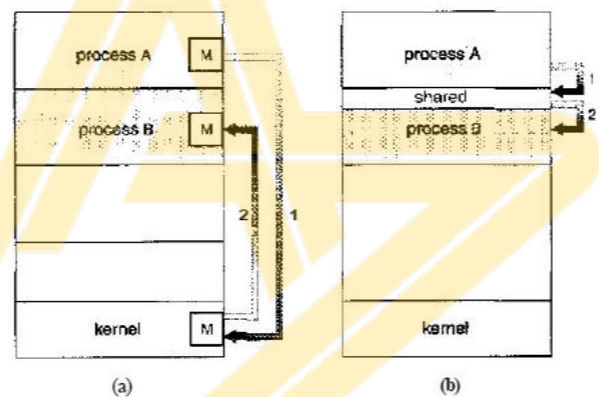 process A
M
process B
M
2
1
kernel
M
(a)
process A
1
shared
2
process B
kernel
(b)